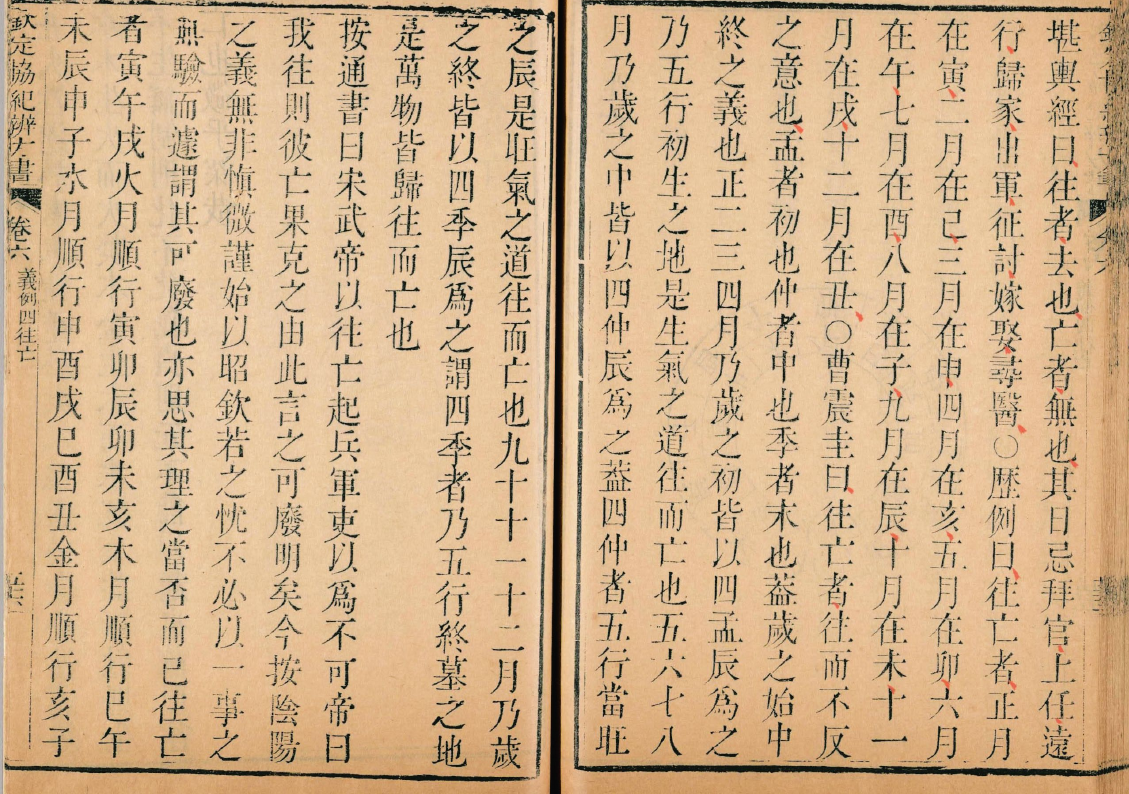 堪輿經曰往者去也亡者無也其日忌拜官上任遠
行歸家出軍征討嫁娶尋醫○歷例曰往亡者正月
在寅二月在巳三月在申四月在亥五月在卯六月
在午七月在酉八月在子九月在辰十月在未十一
月在戌十二月在丑○曹震圭曰往亡者往而不反
之意也孟者初也仲者中也季者末也葢歲之始中
終之義也正二三四月乃歲之初皆以四孟辰爲之
乃五行初生之地是生氣之道往而亡也五六七八
月乃歲之中皆以四仲辰爲之葢四仲者五行當旺
之辰是旺氣之道往而亡也九十十一十二月乃歲
之終皆以四季辰爲之謂四季者乃五行終墓之地
是萬物皆歸往而亡也
按通書曰宋武帝以往亡起兵軍吏以爲不可帝曰
我往則彼亡果克之由此言之可廢明矣今按陰陽
之義無非慎微謹始以昭欽若之忱不必以一事之
無驗而遽謂其可廢也亦思其理之當否而已往亡
者寅午戌火月順行寅卯辰卯未亥木月順行巳午
未辰申子水月順行申酉戌巳酉丑金月順行亥子
欽定協紀辨方書 卷六 義例四往亡